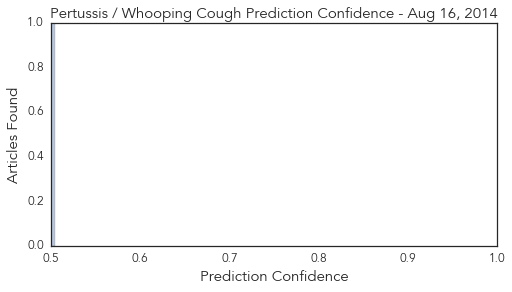 Pertussis / Whooping Cough Prediction Confidence - Aug 16, 2014
1.0
0.8
0.6
0.4
0.2
0.0
Articles Found
0.5 0.6 0.7 0.8 0.9 1.0
Prediction Confidence